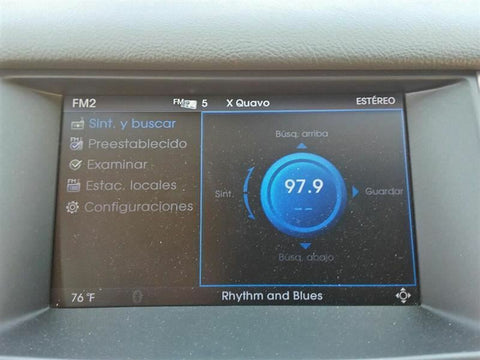 FM2 FM 5 X Quavo ESTÉREO
Sint. y buscar
Preestablecido
Examinar
Estac. locales
Configuraciones
Búsq. arriba
Sint. 97.9 Guardar
Búsq. abajo
76 °F Rhythm and Blues